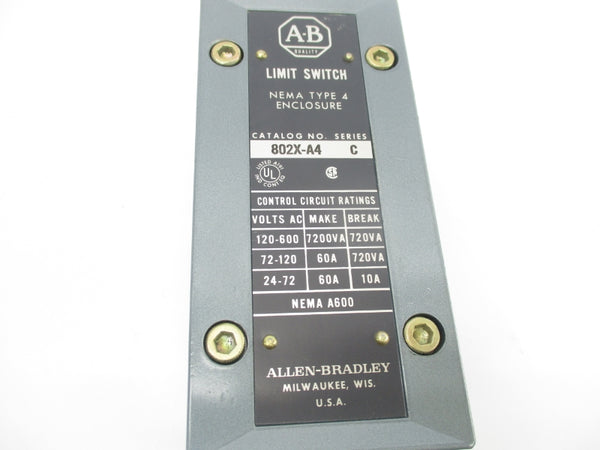 A-B
QUALITY
LIMIT SWITCH
NEMA TYPE 4
ENCLOSURE
CATALOG NO. SERIES
802X-A4 C
LISTED
UL
IND CONT EQ
CONTROL CIRCUIT RATINGS
VOLTS AC MAKE BREAK
120-600 7200VA 720VA
72-120 60A 720VA
24-72 60A 10A
NEMA A600
ALLEN-BRADLEY
MILWAUKEE, WIS.
U.S.A.